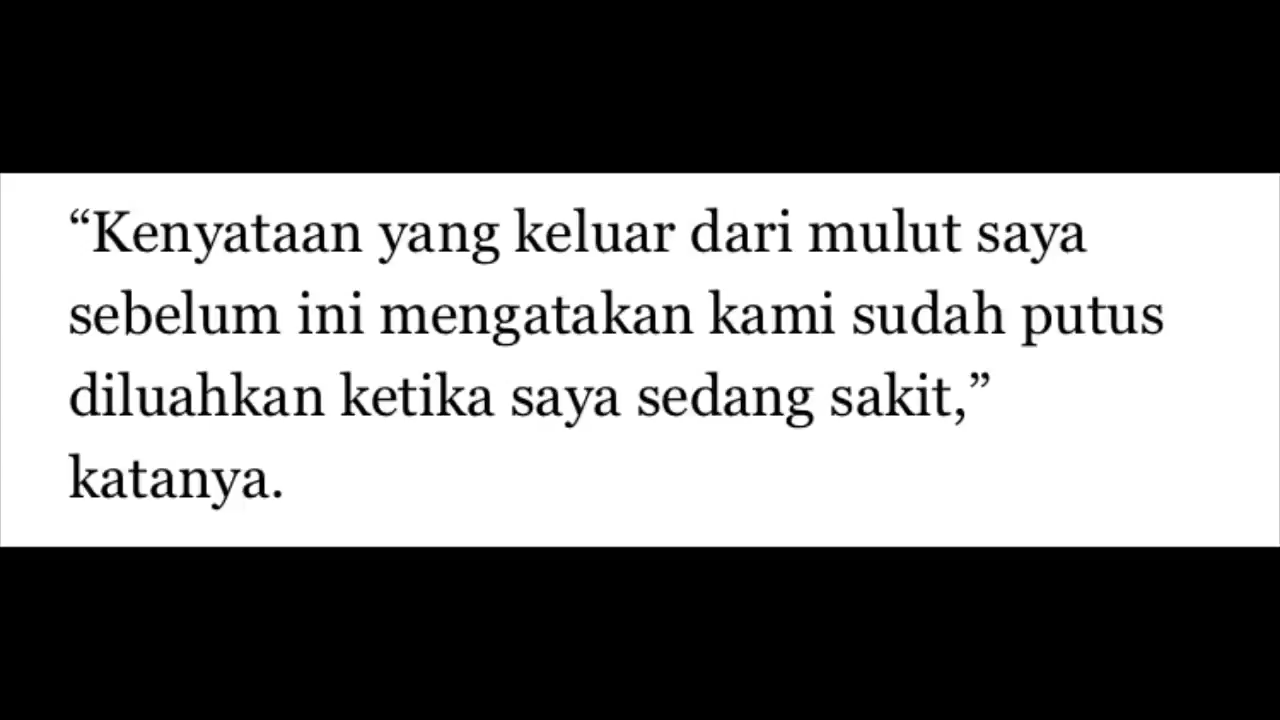 “Kenyataan yang keluar dari mulut saya
sebelum ini mengatakan kami sudah putus
diluahkan ketika saya sedang sakit,”
katanya.